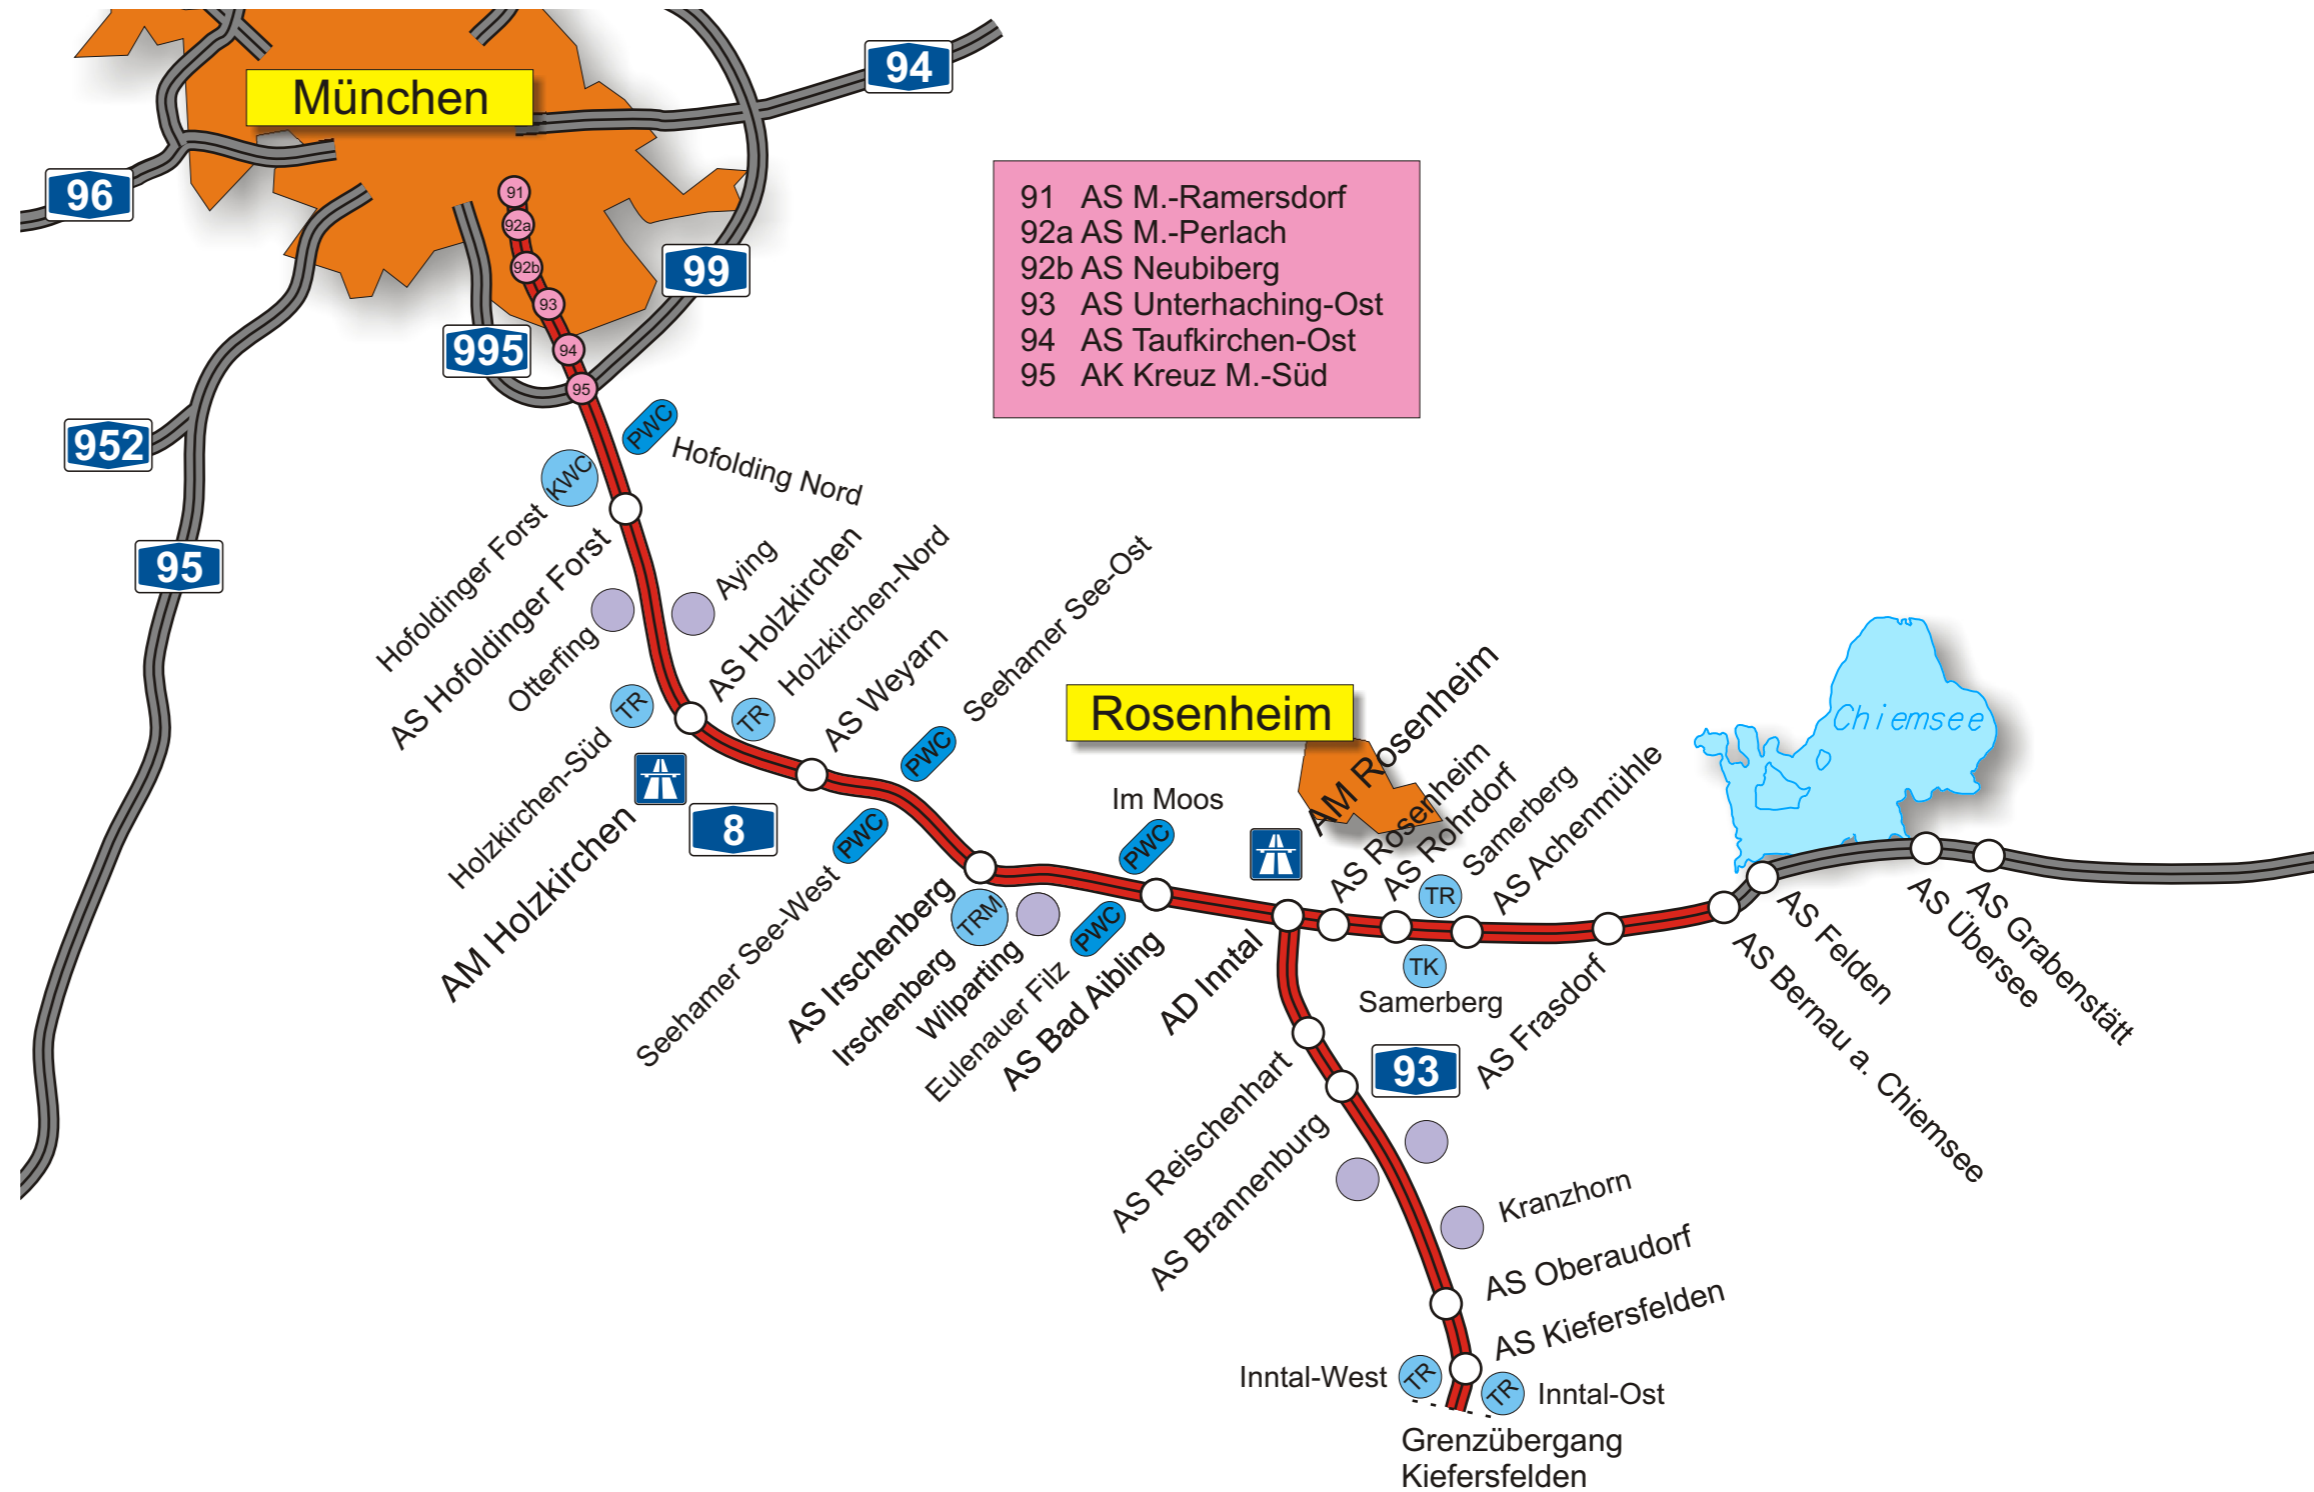 94
München
96
91
92a
92b
93
94
95
99
995
91 AS M.-Ramersdorf
92a AS M.-Perlach
92b AS Neubiberg
93 AS Unterhaching-Ost
94 AS Taufkirchen-Ost
95 AK Kreuz M.-Süd
952
95
PWC
Hofolding Nord
KWC
Hofoldinger Forst
AS Hofoldinger Forst
Aying
Otterfing
AS Holzkirchen
Holzkirchen-Nord
TR
TR
Holzkirchen-Süd
AM Holzkirchen
8
AS Weyarn
Seehamer See-Ost
PWC
PWC
Seehamer See-West
AS Irschenberg
TRM
Irschenberg
Wilparting
Im Moos
PWC
PWC
Eulenauer Filz
AS Bad Aibling
Rosenheim
AM Rosenheim
AD Inntal
AS Rosenheim
AS Rohrdorf
Samerberg
TR
TK
Samerberg
AS Achenmühle
AS Frasdorf
Chiemsee
AS Felden
AS Bernau a. Chiemsee
AS Übersee
AS Grabenstätt
93
AS Reischenhart
AS Brannenburg
Kranzhorn
AS Oberaudorf
AS Kiefersfelden
Inntal-West
TR
TR
Inntal-Ost
Grenzübergang
Kiefersfelden